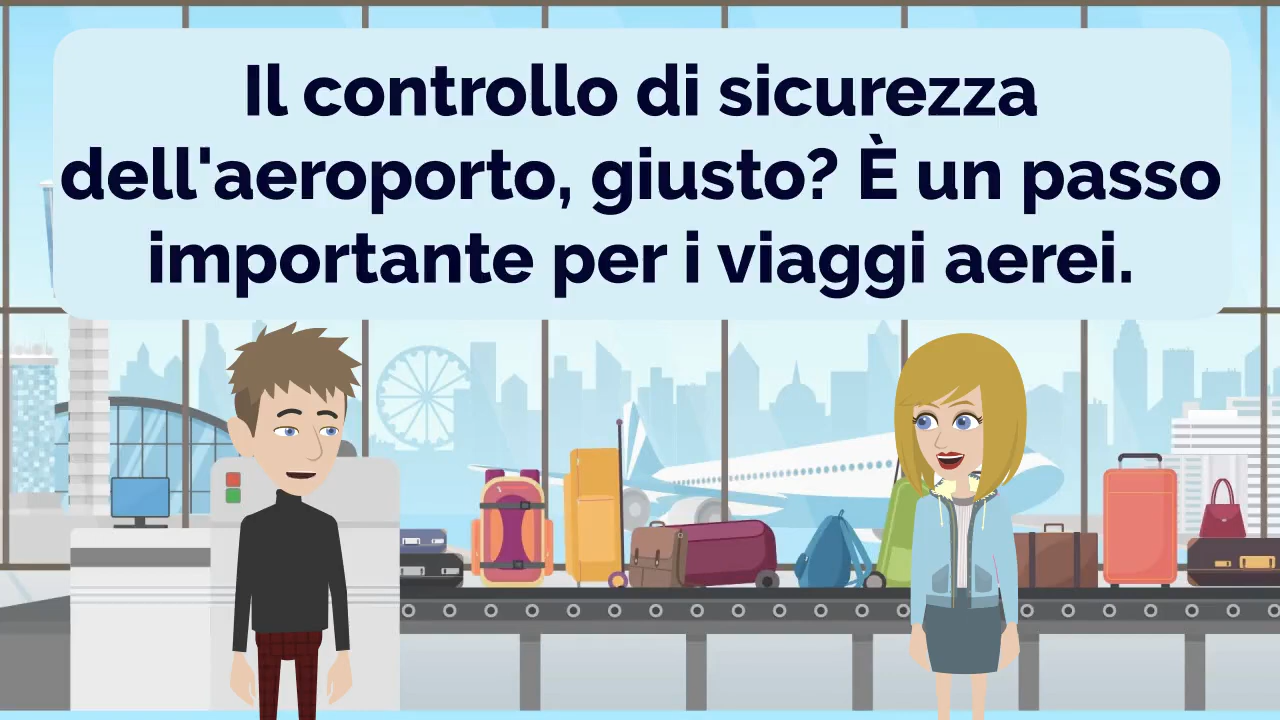 Il controllo di sicurezza
dell'aeroporto, giusto? È un passo
importante per i viaggi aerei.